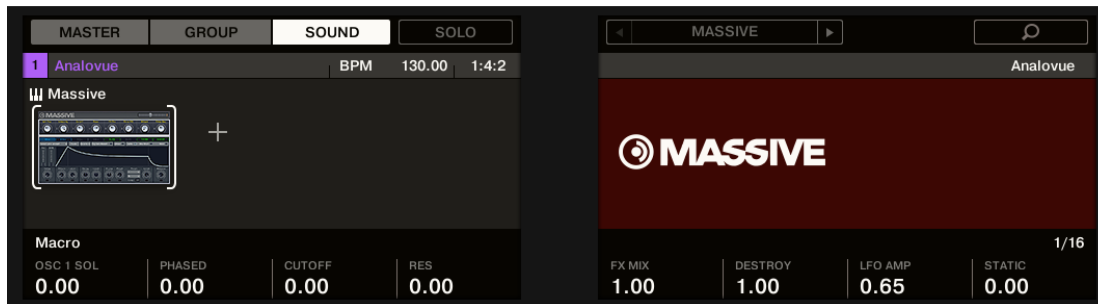 MASTER GROUP SOUND SOLO
1 Analovue BPM 130.00 1:4:2
Massive
MASSIVE
Macro
OSC 1 SOL PHASED CUTOFF RES
0.00 0.00 0.00 0.00
MASSIVE
Analovue
MASSIVE
1/16
FX MIX DESTROY LFO AMP STATIC
1.00 1.00 0.65 0.00